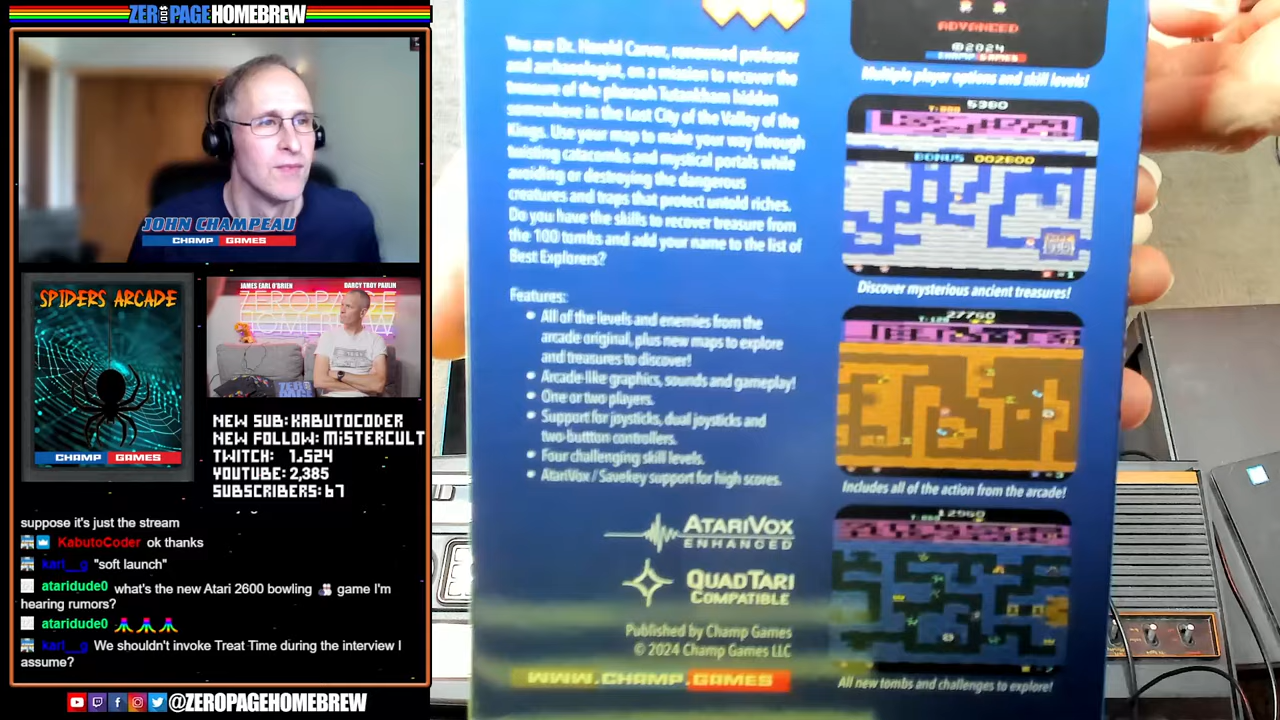 ZERO PAGE HOMEBREW
JOHN CHAMPEAU
CHAMP GAMES
SPIDERS ARCADE
CHAMP GAMES
JAMES EARL O'BRIEN
DARCY TROY PAULIN
ZEROPAGE
NEW SUB: KABUTOCODER
NEW FOLLOW: MISTERCULT
TWITCH: 1,524
YOUTUBE: 2,385
SUBSCRIBERS: 67
suppose it's just the stream
KabutoCoder ok thanks
karl__g "soft launch"
ataridude0 what's the new Atari 2600 bowling 🎳 game I'm
hearing rumors?
ataridude0
karl__g We shouldn't invoke Treat Time during the interview I
assume?
@ZEROPAGEHOMEBREW
You are Dr. Harold Carver, renowned professor
and archaeologist, on a mission to recover the
treasure of the pharaoh Tutankham hidden
somewhere in the Lost City of the Valley of the
Kings. Use your map to make your way through
twisting catacombs and mystical portals while
avoiding or destroying the dangerous
creatures and traps that protect untold riches.
Do you have the skills to recover treasure from
the 100 tombs and add your name to the list of
Best Explorers?
Features:
• All of the levels and enemies from the
arcade original, plus new maps to explore
and treasures to discover!
• Arcade-like graphics, sounds and gameplay!
• One or two players.
• Support for joysticks, dual joysticks and
two-buttton controllers.
• Four challenging skill levels.
• AtariVox / Savekey support for high scores.
ATARIVOX
ENHANCED
QUADTARI
COMPATIBLE
Published by Champ Games
© 2024 Champ Games LLC
WWW.CHAMP.GAMES
ADVANCED
©2024
CHAMP GAMES
Multiple player options and skill levels!
5380
BONUS 002600
Discover mysterious ancient treasures!
27760
Includes all of the action from the arcade!
12960
All new tombs and challenges to explore!